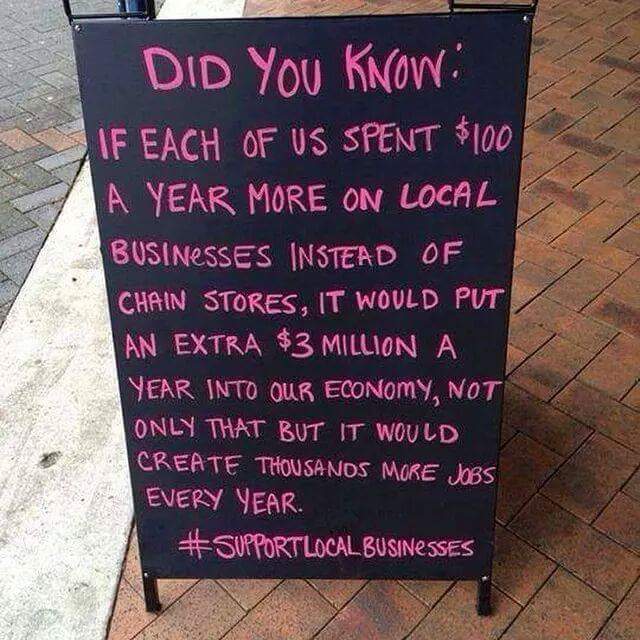 DID YOU KNOW:
IF EACH OF US SPENT $100
A YEAR MORE ON LOCAL
BUSINesSES INSTEAD OF
CHAIN STORES, IT WOULD PUT
AN EXTRA $3 MILLION A
YEAR INTO OUR ECONOMY, NOT
ONLY THAT BUT IT WOULD
CREATE THOUSANDS MORE JOBS
EVERY YEAR.
#SUPPORTLOCALBUSINesSES